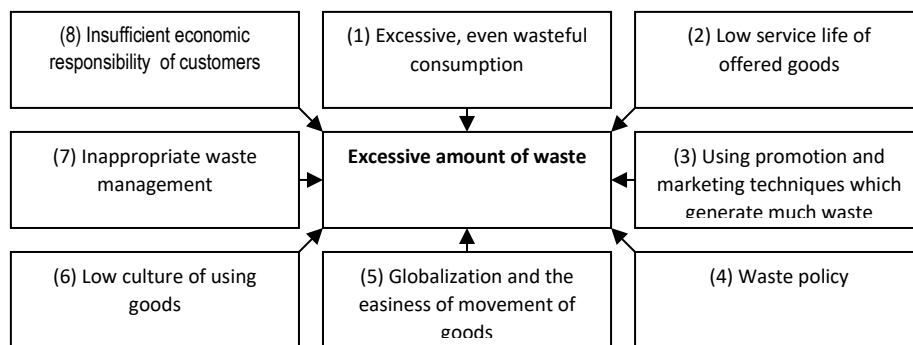 (8) Insufficient economic
responsibility of customers
(1) Excessive, even wasteful
consumption
(2) Low service life of
offered goods
(7) Inappropriate waste
management
Excessive amount of waste
(3) Using promotion and
marketing techniques which
generate much waste
(6) Low culture of using
goods
(5) Globalization and the
easiness of movement of
goods
(4) Waste policy